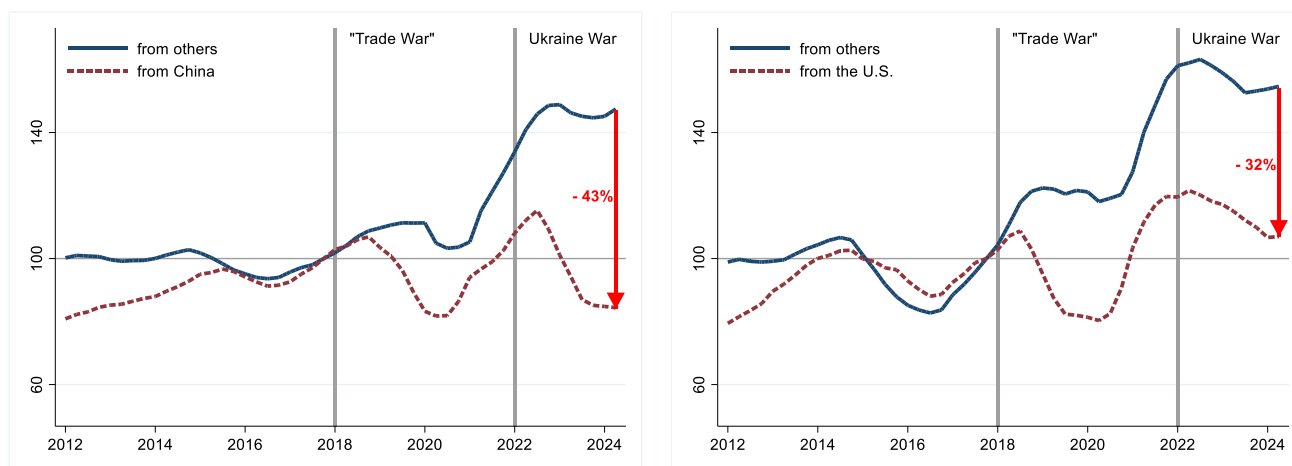 from others
from China
"Trade War"
Ukraine War
140
100
60
- 43%
2012
2014
2016
2018
2020
2022
2024
from others
from the U.S.
"Trade War"
Ukraine War
140
100
60
- 32%
2012
2014
2016
2018
2020
2022
2024